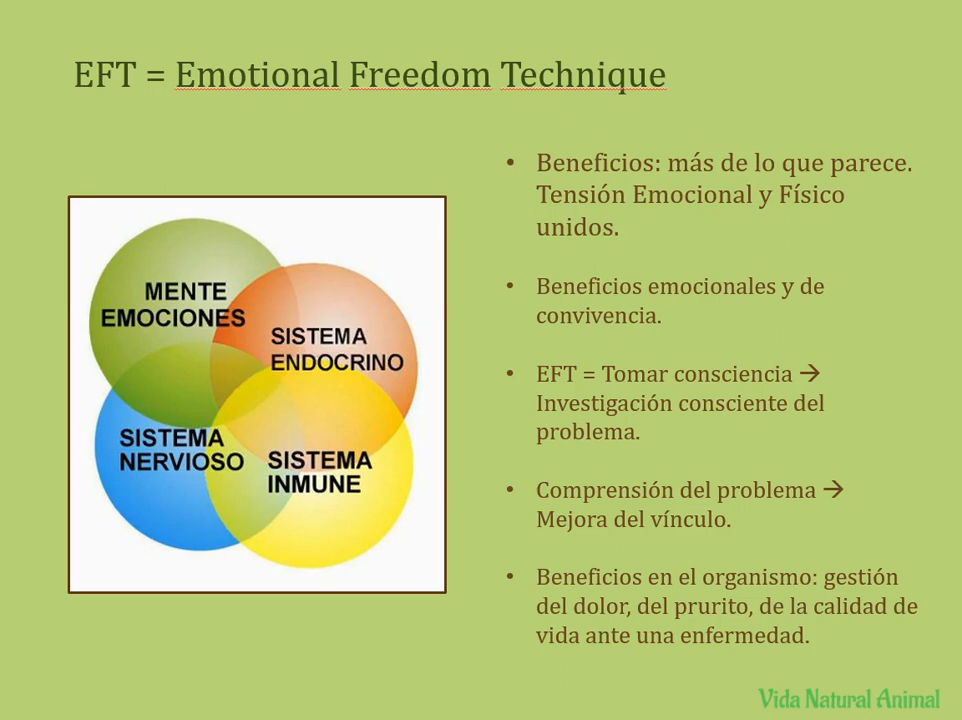 EFT = Emotional Freedom Technique
MENTE
EMOCIONES
SISTEMA
ENDOCRINO
SISTEMA
NERVIOSO
SISTEMA
INMUNE
• Beneficios: más de lo que parece.
Tensión Emocional y Físico
unidos.
• Beneficios emocionales y de
convivencia.
• EFT = Tomar consciencia →
Investigación consciente del
problema.
• Comprensión del problema →
Mejora del vínculo.
• Beneficios en el organismo: gestión
del dolor, del prurito, de la calidad de
vida ante una enfermedad.
Vida Natural Animal